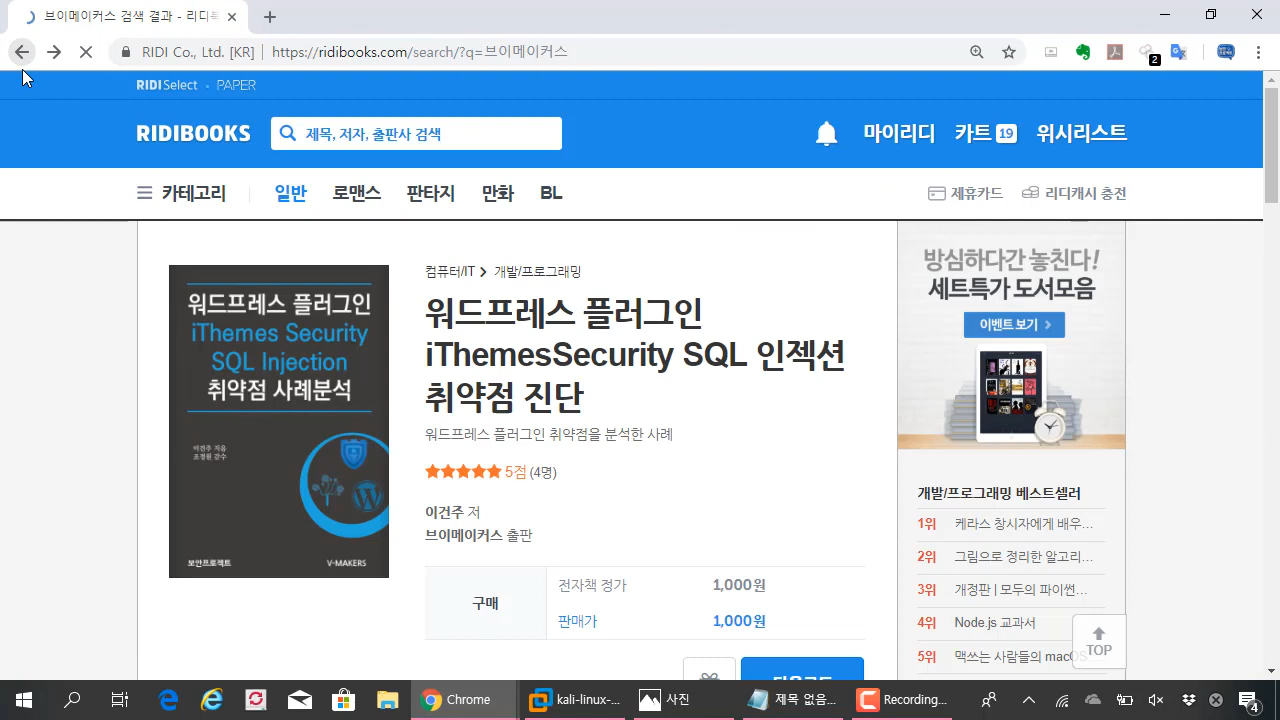 브이메이커스 검색 결과 - 리디북
RIDI Co., Ltd. [KR] | https://ridibooks.com/search/?q=브이메이커스
2
RIDI Select · PAPER
RIDIBOOKS
제목, 저자, 출판사 검색
마이리디 카트 19 위시리스트
카테고리 일반 로맨스 판타지 만화 BL
제휴카드 리디캐시 충전
워드프레스 플러그인
iThemes Security
SQL Injection
취약점 사례분석
이건주 지음
조정원 감수
보안프로젝트 V-MAKERS
컴퓨터/IT > 개발/프로그래밍
워드프레스 플러그인
iThemesSecurity SQL 인젝션
취약점 진단
워드프레스 플러그인 취약점을 분석한 사례
5점 (4명)
이건주 저
브이메이커스 출판
구매
전자책 정가 1,000원
판매가 1,000원
방심하다간 놓친다!
세트특가 도서모음
이벤트 보기 >
개발/프로그래밍 베스트셀러
1위 케라스 창시자에게 배우...
2위 그림으로 정리한 알고리...
3위 개정판 | 모두의 파이썬...
4위 Node.js 교과서
5위 맥쓰는 사람들의 macOS
TOP
Chrome
kali-linux-...
사진
제목 없음...
Recording...
4